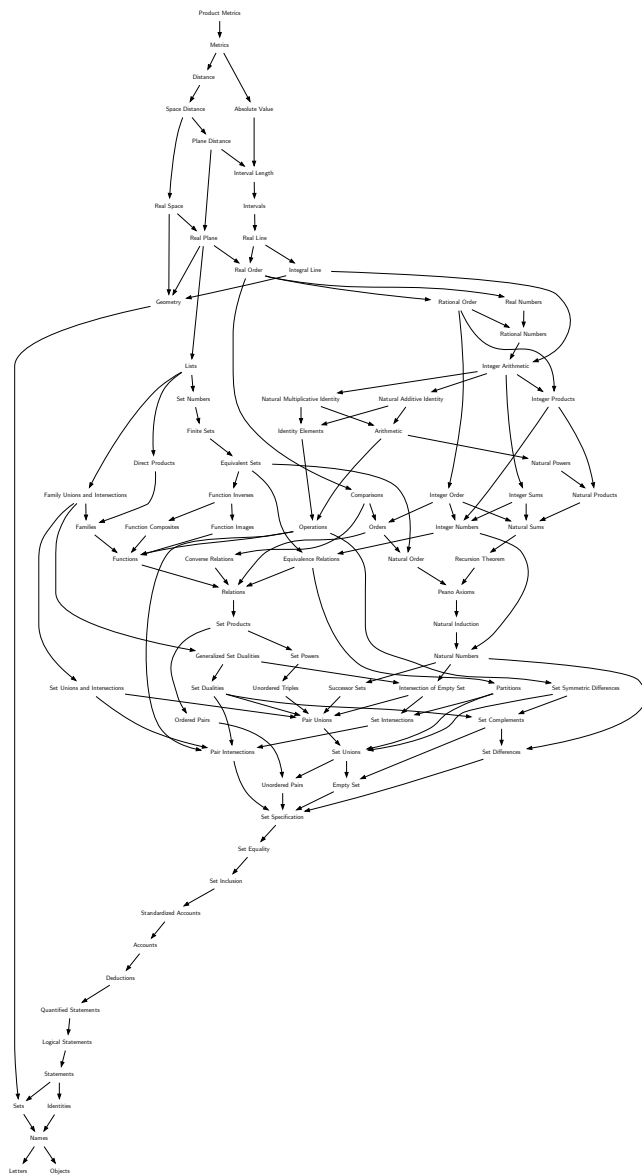 Product Metrics
Metrics
Distance
Space Distance Absolute Value
Plane Distance
Interval Length
Real Space Intervals
Real Plane Real Line
Real Order Integral Line
Geometry Rational Order Real Numbers
Rational Numbers
Lists Integer Arithmetic
Set Numbers Natural Multiplicative Identity Natural Additive Identity Integer Products
Finite Sets Identity Elements Arithmetic
Direct Products Equivalent Sets Natural Powers
Family Unions and Intersections Function Inverses Comparisons Integer Order Integer Sums Natural Products
Families Function Composites Function Images Operations Orders Integer Numbers Natural Sums
Functions Converse Relations Equivalence Relations Natural Order Recursion Theorem
Relations Peano Axioms
Set Products Natural Induction
Generalized Set Dualities Set Powers Natural Numbers
Set Unions and Intersections Set Dualities Unordered Triples Successor Sets Intersection of Empty Set Partitions Set Symmetric Differences
Ordered Pairs Pair Unions Set Intersections Set Complements
Pair Intersections Set Unions Set Differences
Unordered Pairs Empty Set
Set Specification
Set Equality
Set Inclusion
Standardized Accounts
Accounts
Deductions
Quantified Statements
Logical Statements
Statements
Sets Identities
Names
Letters Objects